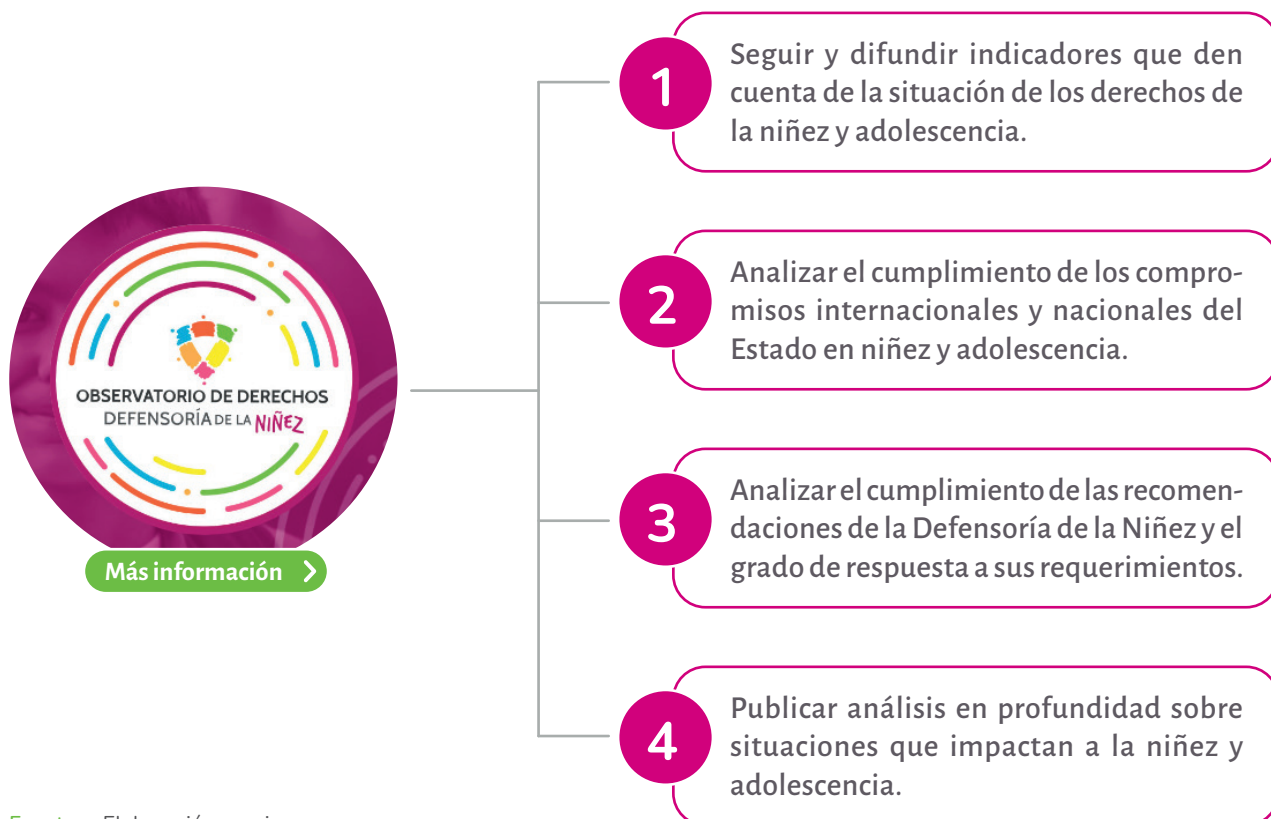 1
Seguir y difundir indicadores que den
cuenta de la situación de los derechos de
la niñez y adolescencia.
2
Analizar el cumplimiento de los compro-
misos internacionales y nacionales del
Estado en niñez y adolescencia.
OBSERVATORIO DE DERECHOS
DEFENSORÍA DE LA NIÑEZ
Más información
3
Analizar el cumplimiento de las recomen-
daciones de la Defensoría de la Niñez y el
grado de respuesta a sus requerimientos.
4
Publicar análisis en profundidad sobre
situaciones que impactan a la niñez y
adolescencia.